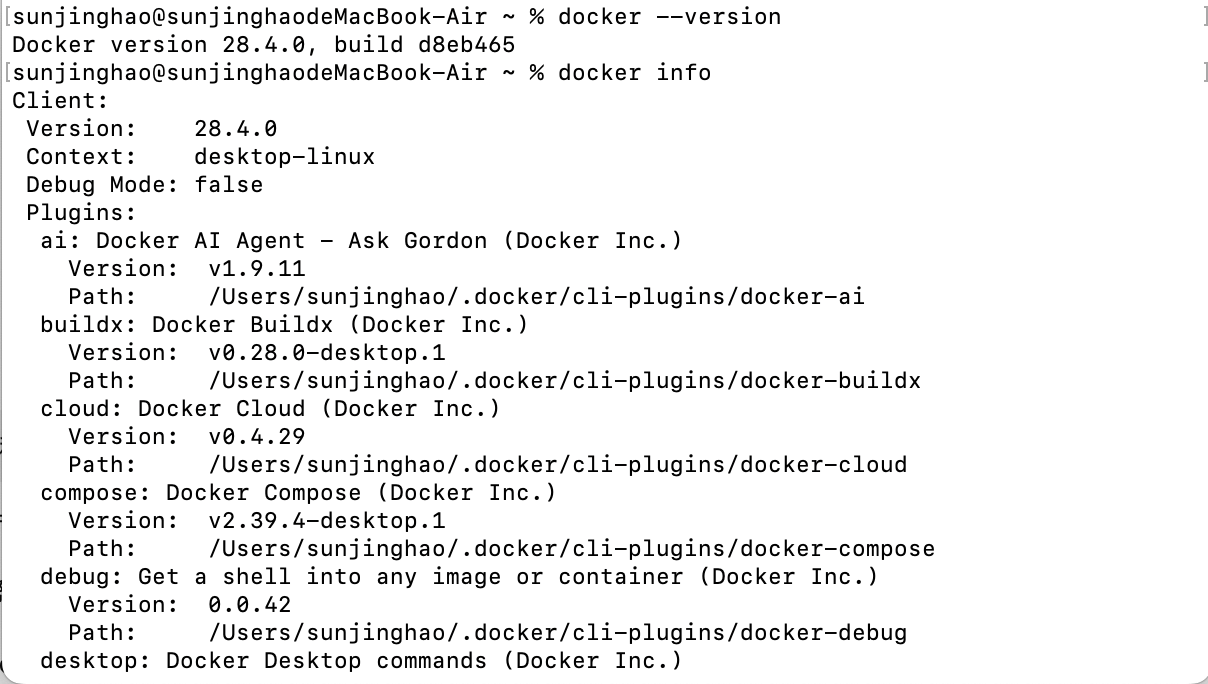 [sunjinghao@sunjinghaodeMacBook-Air ~ % docker --version ]
Docker version 28.4.0, build d8eb465
[sunjinghao@sunjinghaodeMacBook-Air ~ % docker info ]
Client:
 Version:    28.4.0
 Context:    desktop-linux
 Debug Mode: false
 Plugins:
  ai: Docker AI Agent - Ask Gordon (Docker Inc.)
    Version:  v1.9.11
    Path:     /Users/sunjinghao/.docker/cli-plugins/docker-ai
  buildx: Docker Buildx (Docker Inc.)
    Version:  v0.28.0-desktop.1
    Path:     /Users/sunjinghao/.docker/cli-plugins/docker-buildx
  cloud: Docker Cloud (Docker Inc.)
    Version:  v0.4.29
    Path:     /Users/sunjinghao/.docker/cli-plugins/docker-cloud
  compose: Docker Compose (Docker Inc.)
    Version:  v2.39.4-desktop.1
    Path:     /Users/sunjinghao/.docker/cli-plugins/docker-compose
  debug: Get a shell into any image or container (Docker Inc.)
    Version:  0.0.42
    Path:     /Users/sunjinghao/.docker/cli-plugins/docker-debug
  desktop: Docker Desktop commands (Docker Inc.)